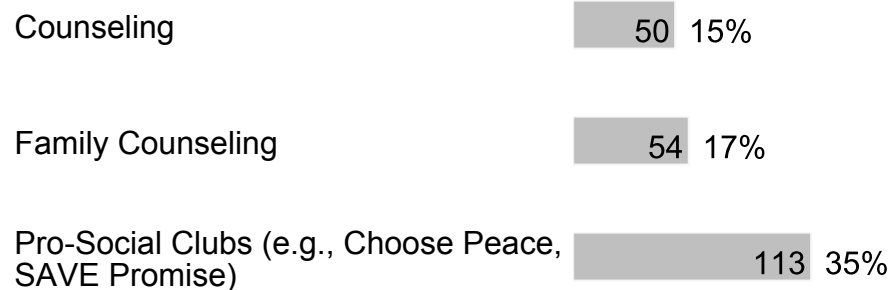 Counseling 50 15%
Family Counseling 54 17%
Pro-Social Clubs (e.g., Choose Peace,
SAVE Promise) 113 35%